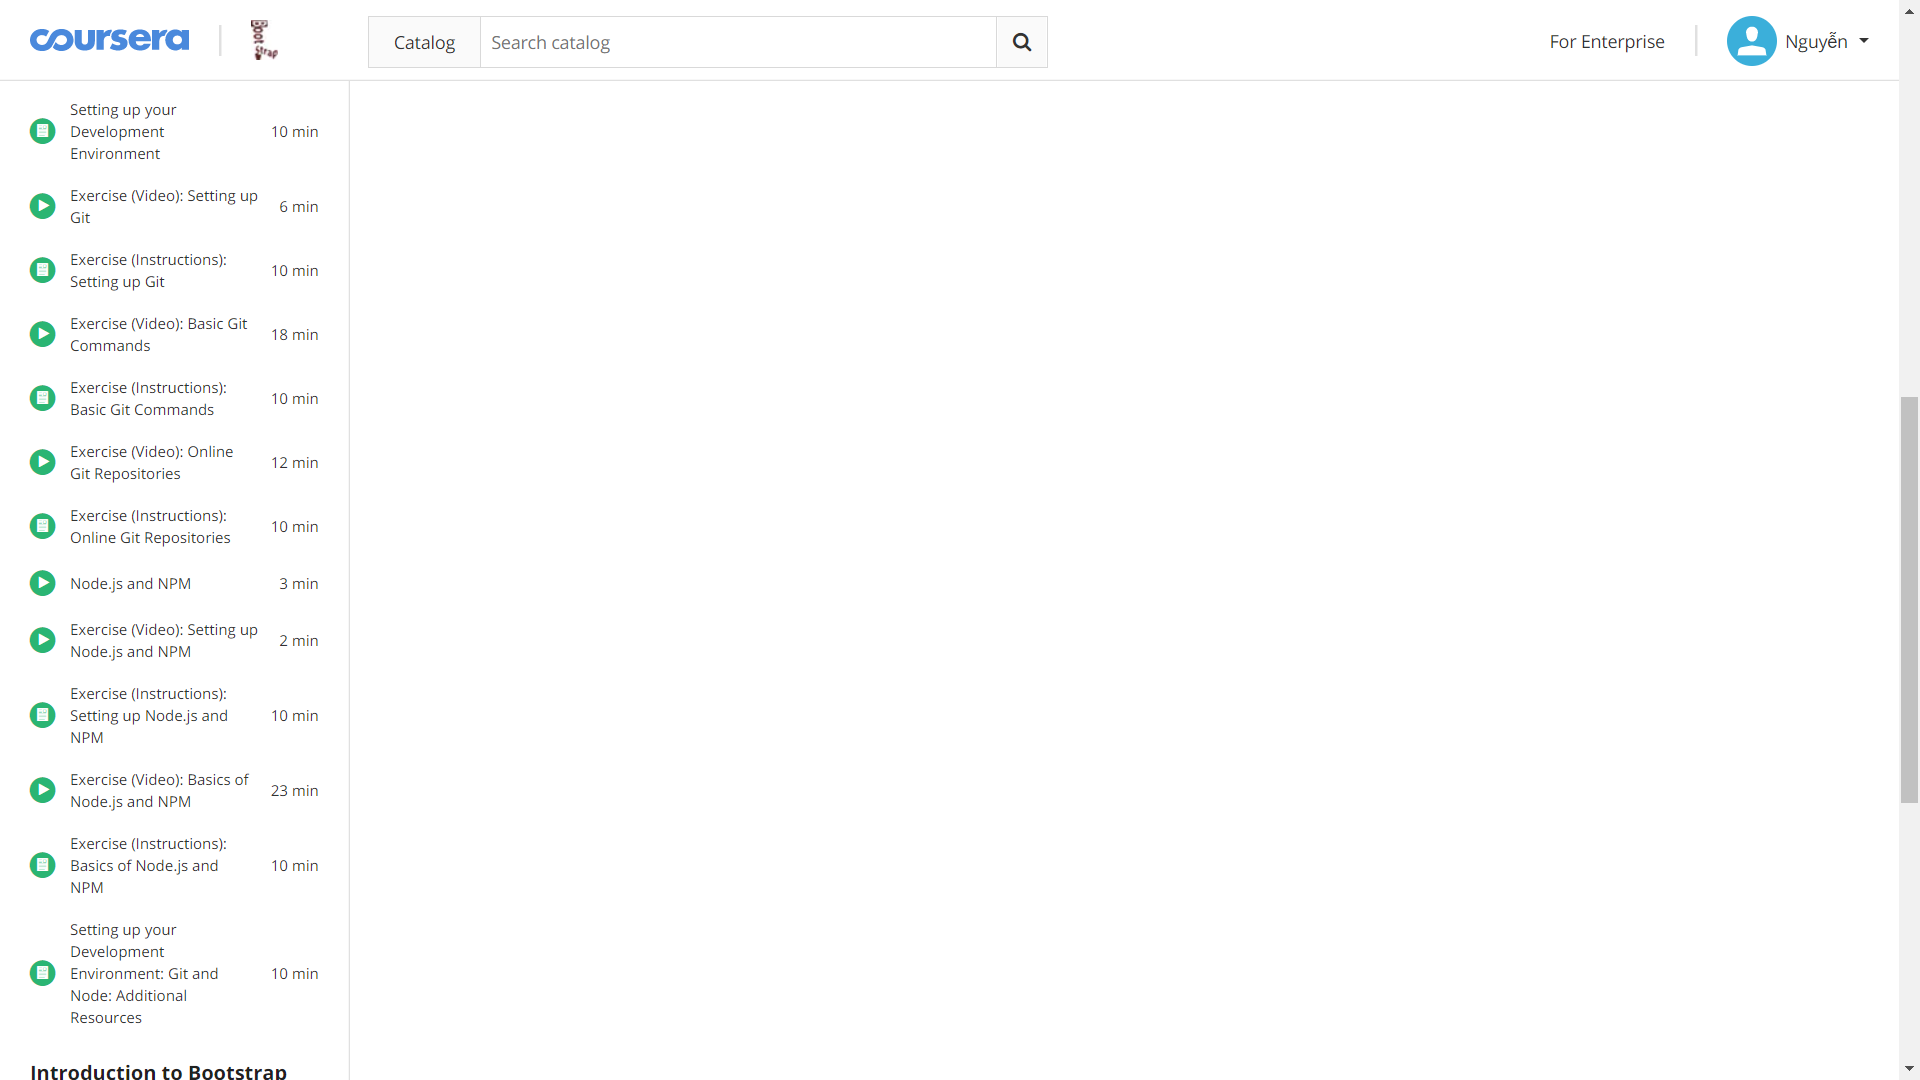 coursera
Boot
strap
Catalog
Search catalog
For Enterprise
Nguyễn
Setting up your
Development
Environment
10 min
Exercise (Video): Setting up
Git
6 min
Exercise (Instructions):
Setting up Git
10 min
Exercise (Video): Basic Git
Commands
18 min
Exercise (Instructions):
Basic Git Commands
10 min
Exercise (Video): Online
Git Repositories
12 min
Exercise (Instructions):
Online Git Repositories
10 min
Node.js and NPM
3 min
Exercise (Video): Setting up
Node.js and NPM
2 min
Exercise (Instructions):
Setting up Node.js and
NPM
10 min
Exercise (Video): Basics of
Node.js and NPM
23 min
Exercise (Instructions):
Basics of Node.js and
NPM
10 min
Setting up your
Development
Environment: Git and
Node: Additional
Resources
10 min
Introduction to Bootstrap